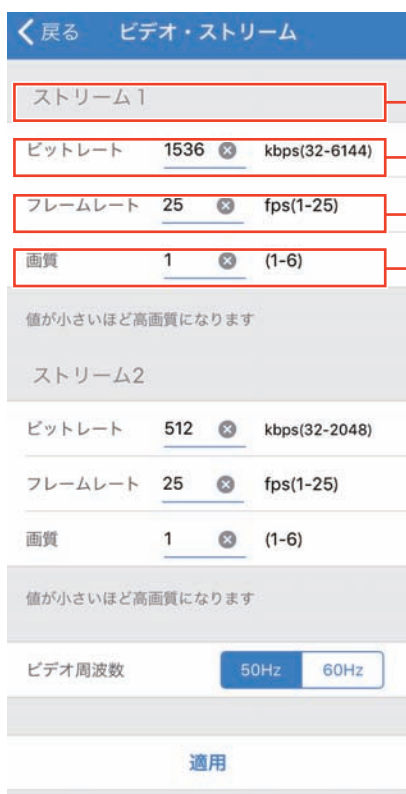 戻る ビデオ・ストリーム
ストリーム1
ビットレート 1536 kbps(32-6144)
フレームレート 25 fps(1-25)
画質 1 (1-6)
値が小さいほど高画質になります
ストリーム2
ビットレート 512 kbps(32-2048)
フレームレート 25 fps(1-25)
画質 1 (1-6)
値が小さいほど高画質になります
ビデオ周波数 50Hz 60Hz
適用